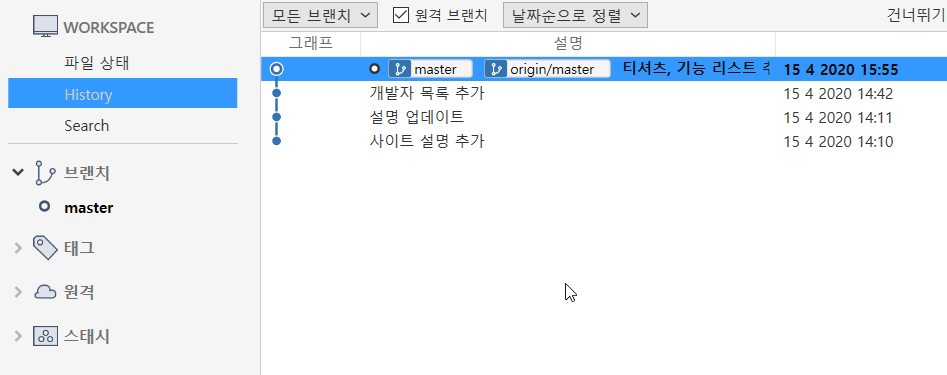 WORKSPACE
파일 상태
History
Search
브랜치
master
태그
원격
스태시
모든 브랜치 원격 브랜치 날짜순으로 정렬 건너뛰기
그래프 설명
master origin/master 티셔츠, 기능 리스트 15 4 2020 15:55
개발자 목록 추가 15 4 2020 14:42
설명 업데이트 15 4 2020 14:11
사이트 설명 추가 15 4 2020 14:10